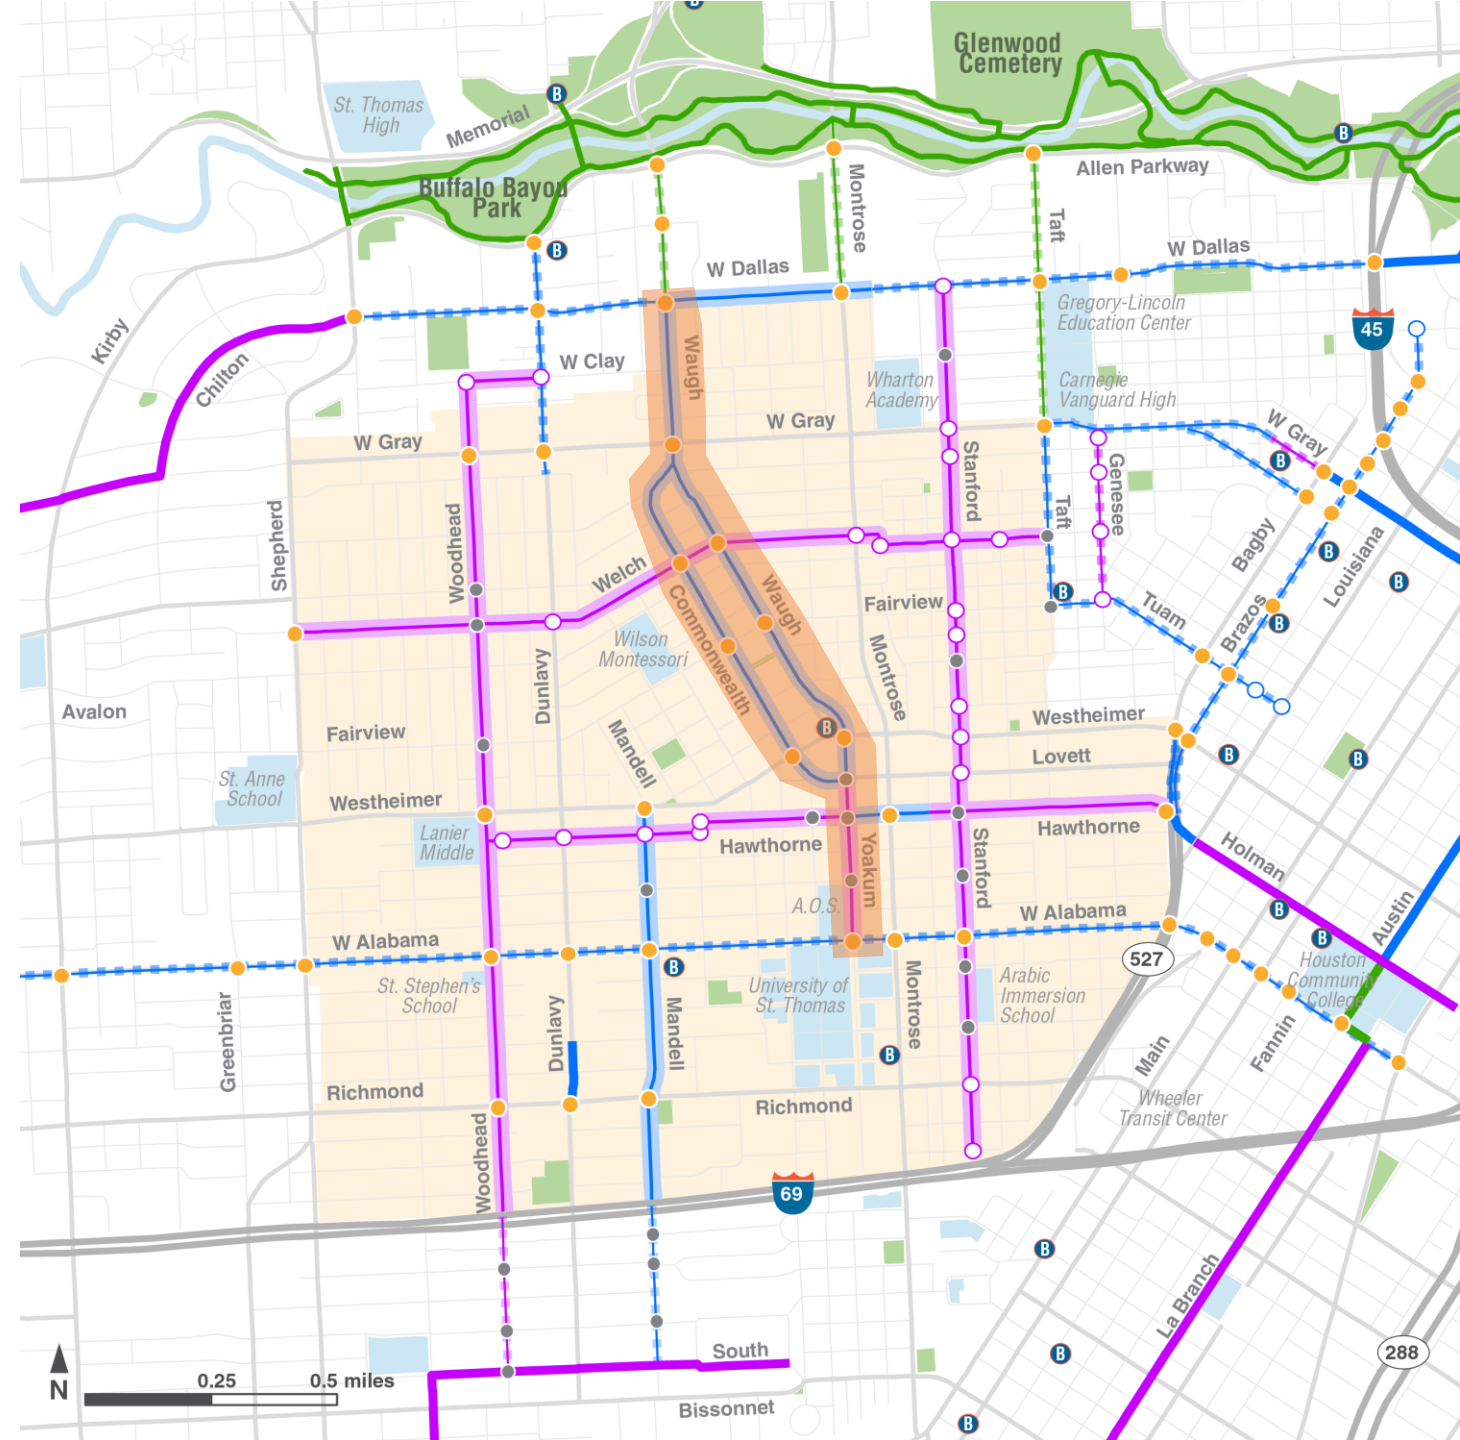 B
Glenwood
Cemetery
B
St. Thomas
High
Memorial
B
Allen Parkway
Buffalo Bayou
Park
Montrose
Taft
B
W Dallas
W Dallas
Gregory-Lincoln
Education Center
45
Kirby
Chilton
W Clay
Waugh
Wharton
Academy
Carnegie
Vanguard High
W Gray
W Gray
W Gray
B
Stanford
Genesee
Shepherd
Woodhead
Taft
Bagby
Louisiana
B
B
Welch
Commonwealth
Waugh
Fairview
B
Tuam
Brazos
B
Wilson
Montessori
Montrose
Dunlavy
Avalon
Fairview
Mandell
B
Westheimer
Lovett
B
B
St. Anne
School
Westheimer
Lanier
Middle
Hawthorne
Yoakum
Stanford
Hawthorne
Holman
A.O.S.
W Alabama
W Alabama
B
B
Austin
527
Houston
Community
College
B
St. Stephen's
School
University of
St. Thomas
Montrose
Arabic
Immersion
School
Greenbriar
Dunlavy
Mandell
B
Main
Fannin
Richmond
Richmond
Wheeler
Transit Center
Woodhead
69
B
La Branch
N
0.25
0.5 miles
South
Bissonnet
B
288
B